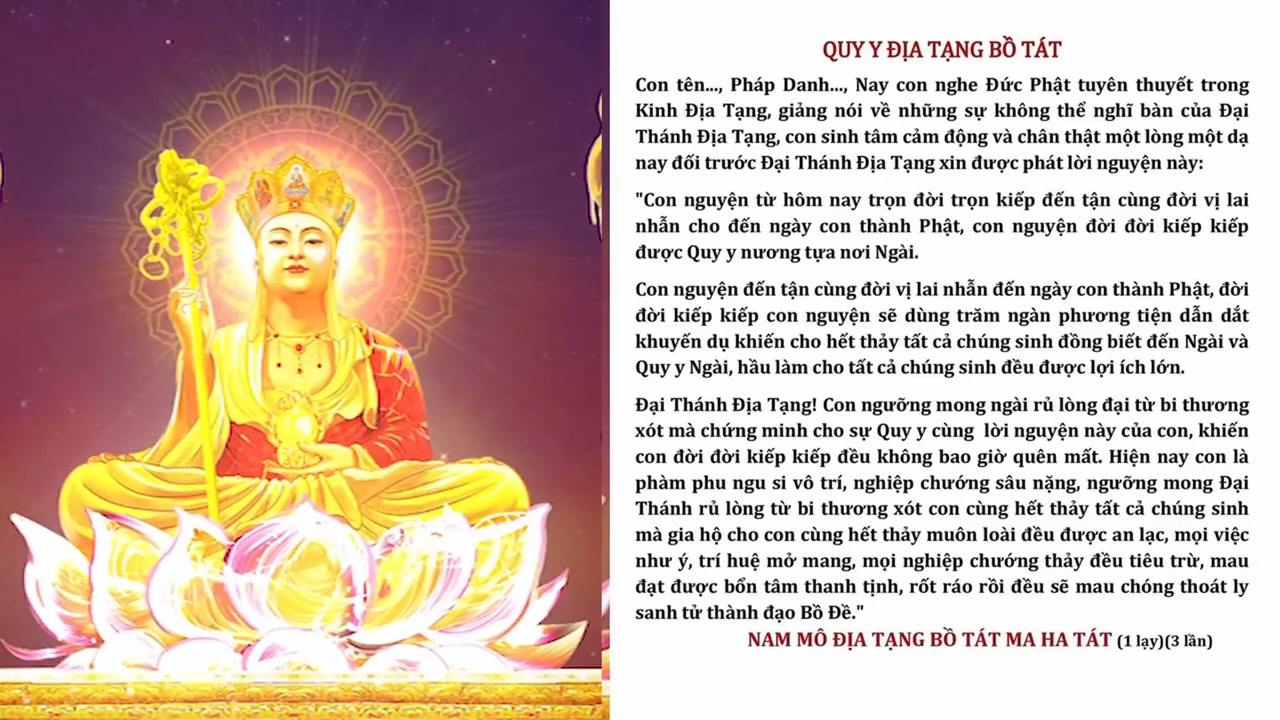 QUY Y ĐỊA TẠNG BỒ TÁT
Con tên..., Pháp Danh..., Nay con nghe Đức Phật tuyên thuyết trong
Kinh Địa Tạng, giảng nói về những sự không thể nghĩ bàn của Đại
Thánh Địa Tạng, con sinh tâm cảm động và chân thật một lòng một dạ
nay đối trước Đại Thánh Địa Tạng xin được phát lời nguyện này:
"Con nguyện từ hôm nay trọn đời trọn kiếp đến tận cùng đời vị lai
nhẫn cho đến ngày con thành Phật, con nguyện đời đời kiếp kiếp
được Quy y nương tựa nơi Ngài.
Con nguyện đến tận cùng đời vị lai nhẫn đến ngày con thành Phật, đời
đời kiếp kiếp con nguyện sẽ dùng trăm ngàn phương tiện dẫn dắt
khuyến dụ khiến cho hết thảy tất cả chúng sinh đồng biết đến Ngài và
Quy y Ngài, hầu làm cho tất cả chúng sinh đều được lợi ích lớn.
Đại Thánh Địa Tạng! Con ngưỡng mong ngài rủ lòng đại từ bi thương
xót mà chứng minh cho sự Quy y cùng lời nguyện này của con, khiến
con đời đời kiếp kiếp đều không bao giờ quên mất. Hiện nay con là
phàm phu ngu si vô trí, nghiệp chướng sâu nặng, ngưỡng mong Đại
Thánh rủ lòng từ bi thương xót con cùng hết thảy tất cả chúng sinh
mà gia hộ cho con cùng hết thảy muôn loài đều được an lạc, mọi việc
như ý, trí huệ mở mang, mọi nghiệp chướng thảy đều tiêu trừ, mau
đạt được bổn tâm thanh tịnh, rốt ráo rồi đều sẽ mau chóng thoát ly
sanh tử thành đạo Bồ Đề."
NAM MÔ ĐỊA TẠNG BỒ TÁT MA HA TÁT (1 lạy)(3 lần)